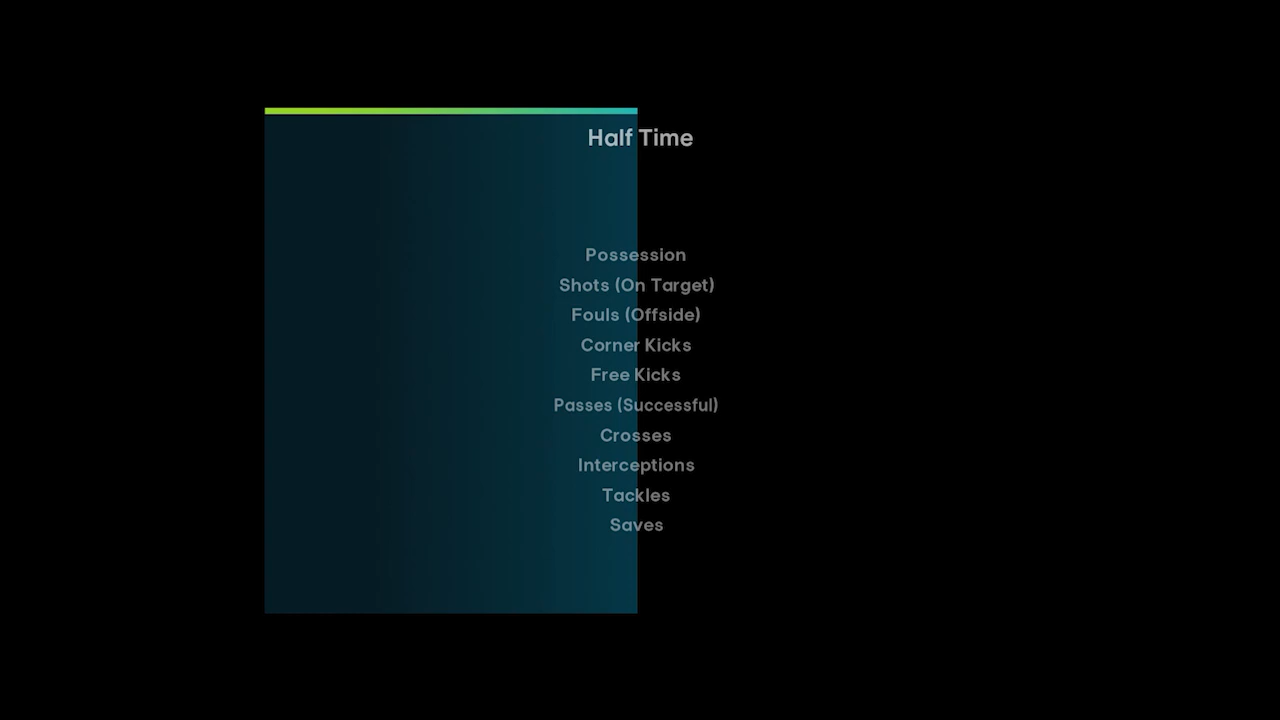 Half Time
Possession
Shots (On Target)
Fouls (Offside)
Corner Kicks
Free Kicks
Passes (Successful)
Crosses
Interceptions
Tackles
Saves